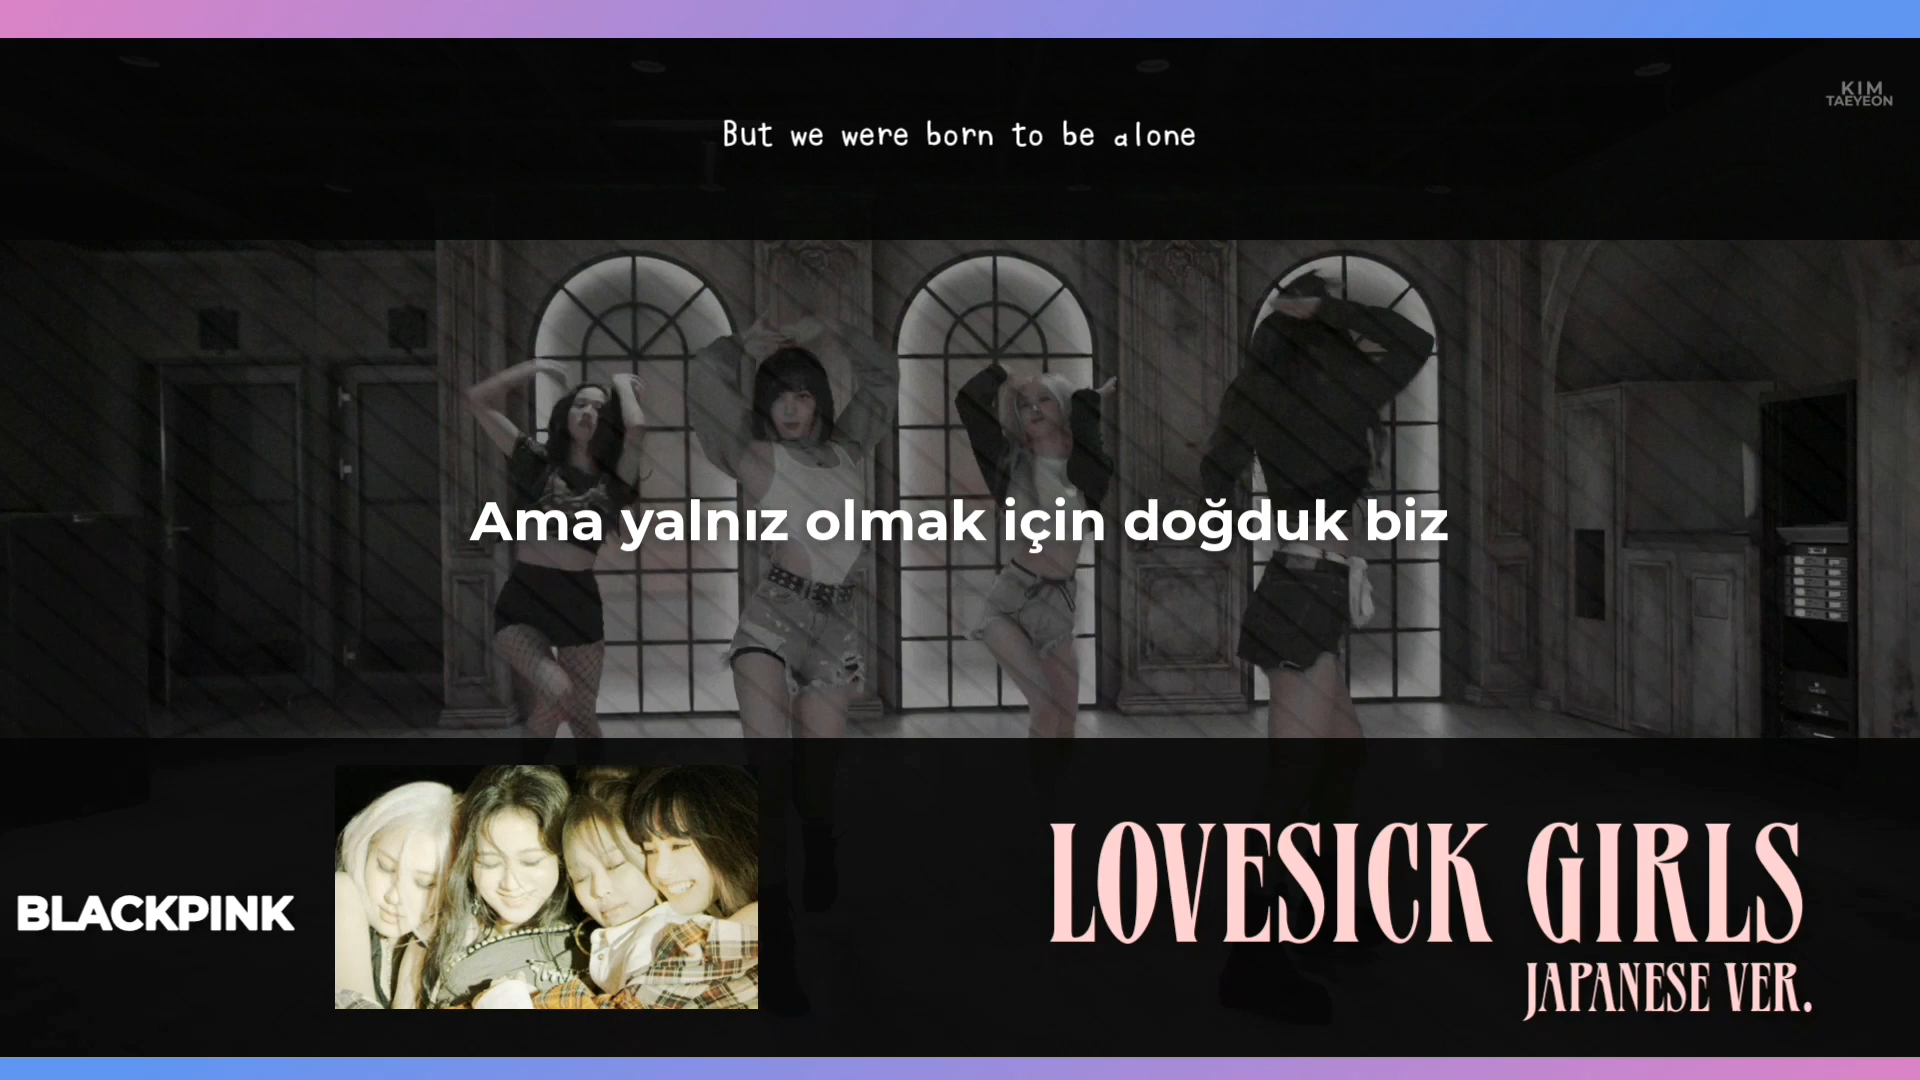 KIM
TAEYEON
But we were born to be alone
Ama yalnız olmak için doğduk biz
BLACKPINK
LOVESICK GIRLS
JAPANESE VER.